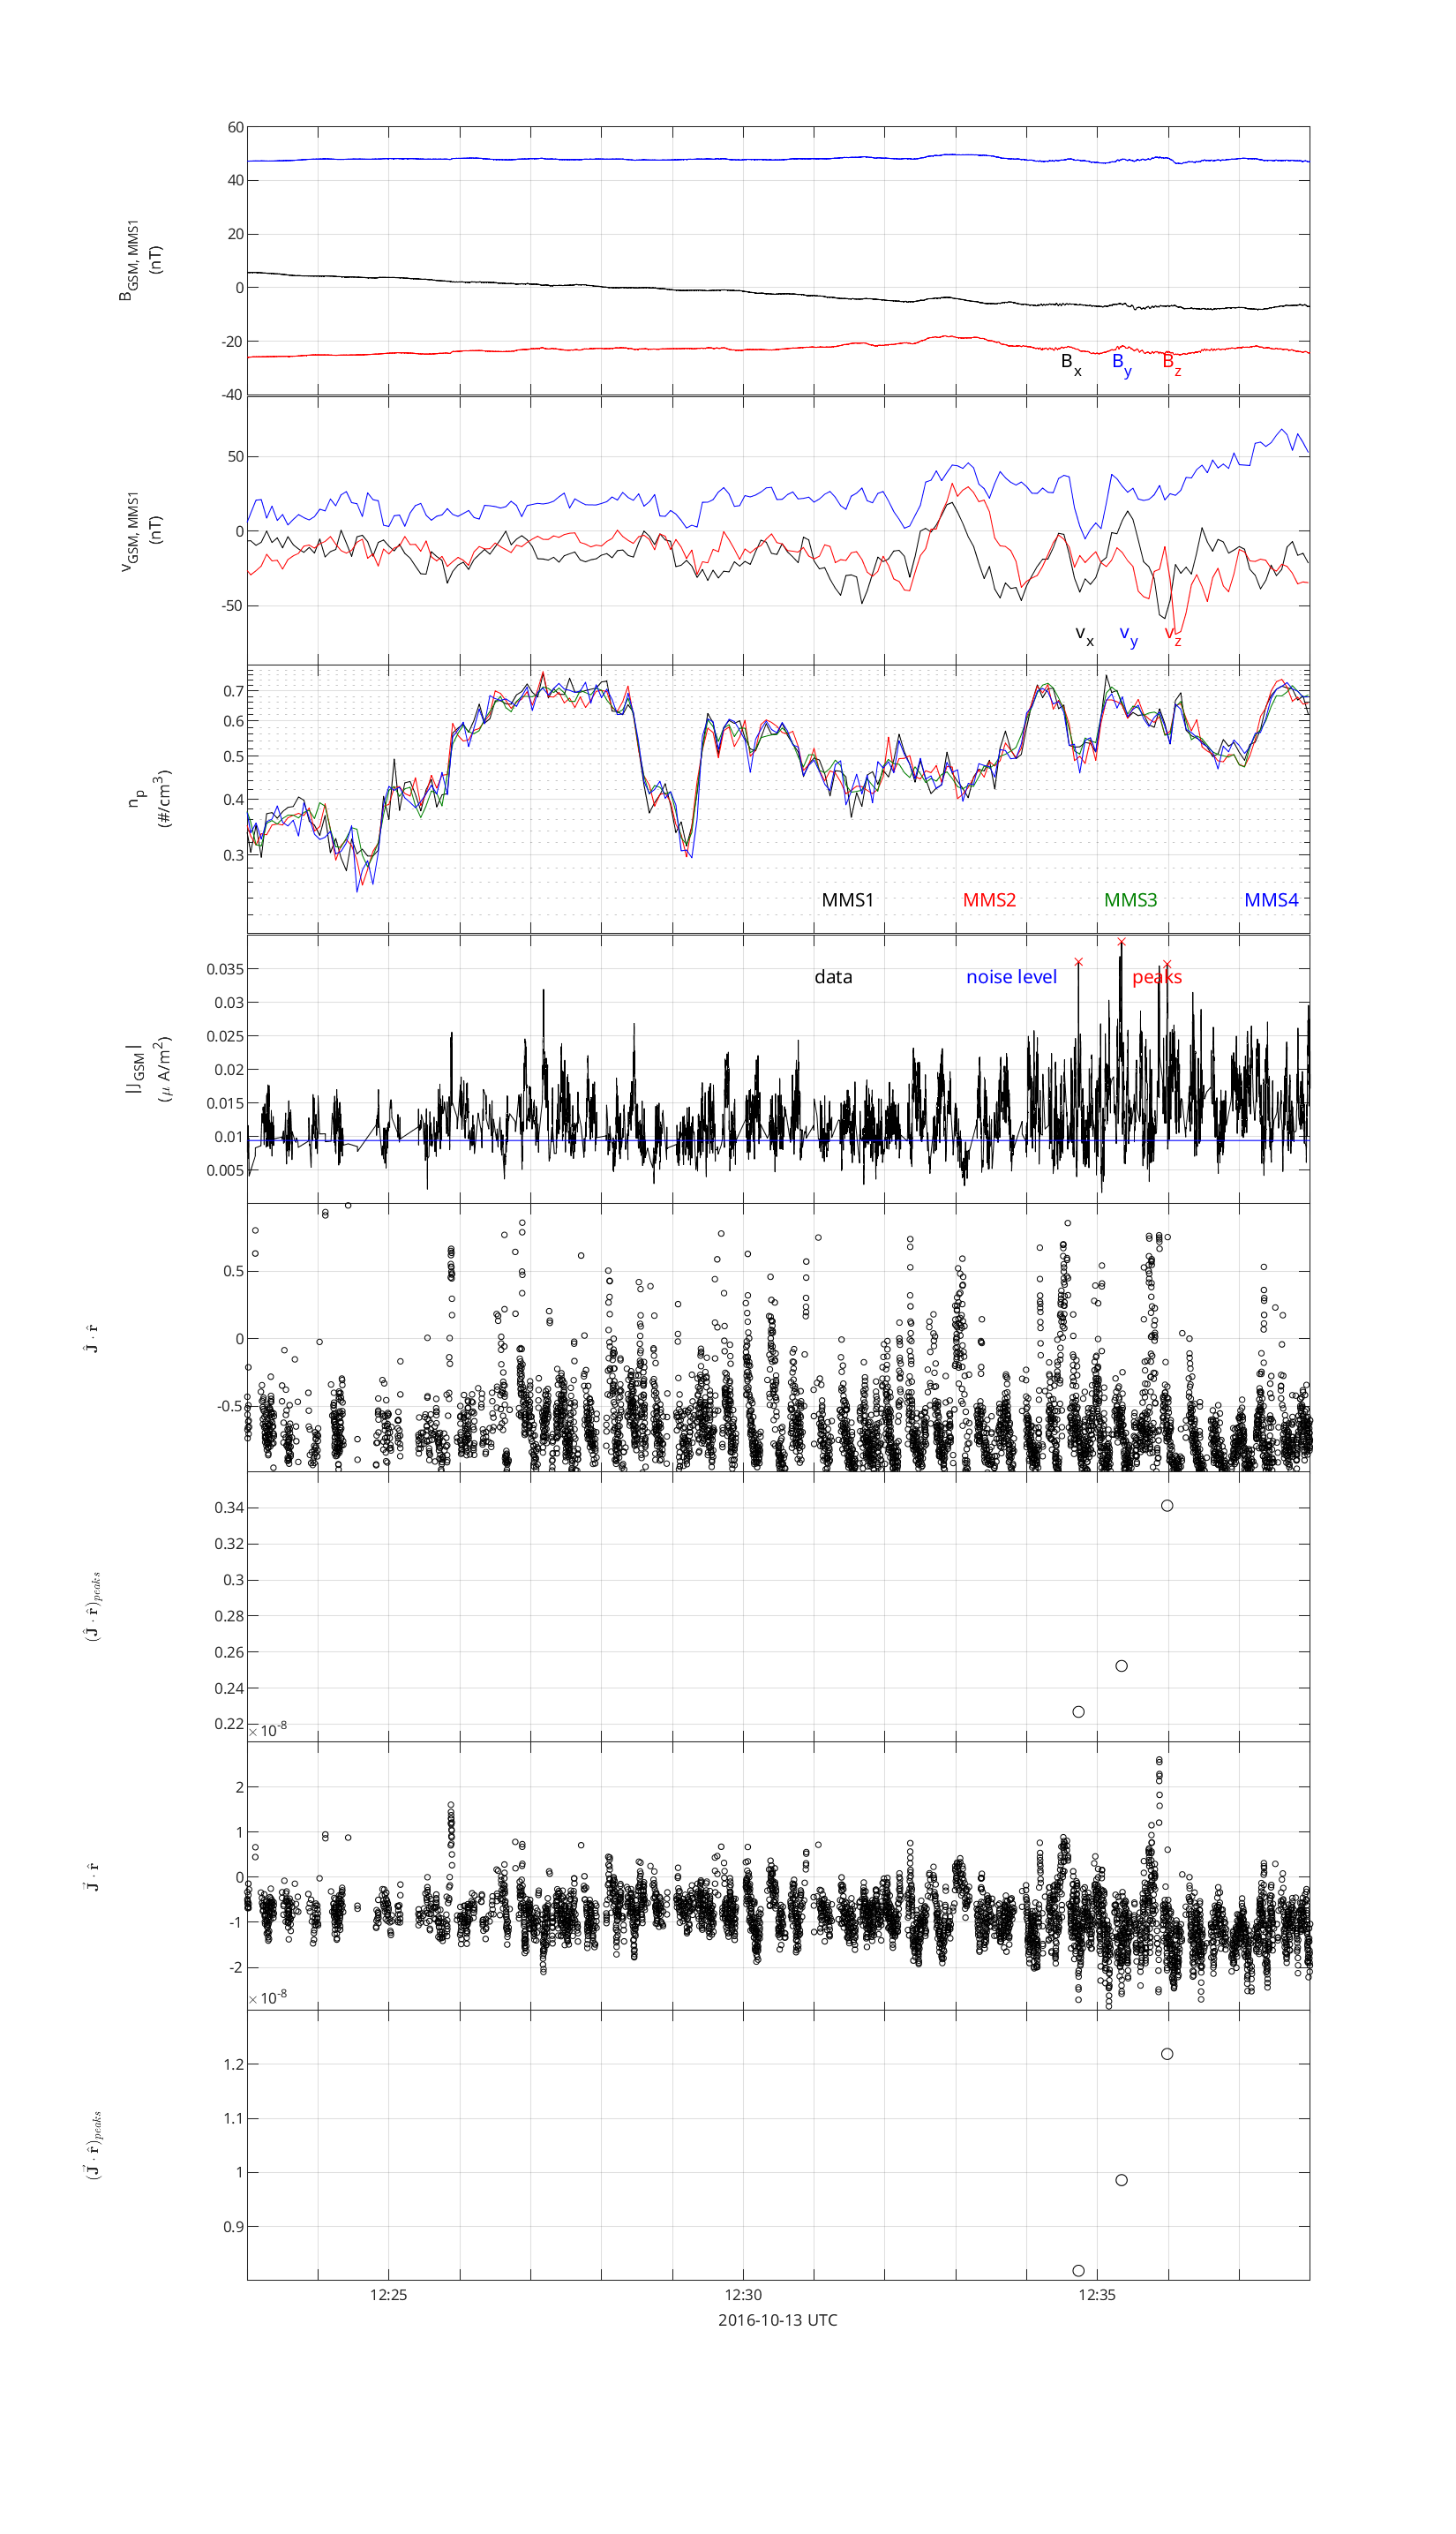 60
40
20
0
-20
-40
B_GSM, MMS1
(nT)
B_x B_y B_z
50
0
-50
v_GSM, MMS1
(nT)
v_x v_y v_z
0.7
0.6
0.5
0.4
0.3
n_p
(#/cm^3)
MMS1 MMS2 MMS3 MMS4
0.035
0.03
0.025
0.02
0.015
0.01
0.005
|J_GSM|
(μ A/m^2)
data noise level peaks
0.5
0
-0.5
Ĵ · r̂
0.34
0.32
0.3
0.28
0.26
0.24
0.22
(Ĵ · r̂)_peaks
×10^-8
2
1
0
-1
-2
J⃗ · r̂
×10^-8
1.2
1.1
1
0.9
(J⃗ · r̂)_peaks
12:25 12:30 12:35
2016-10-13 UTC